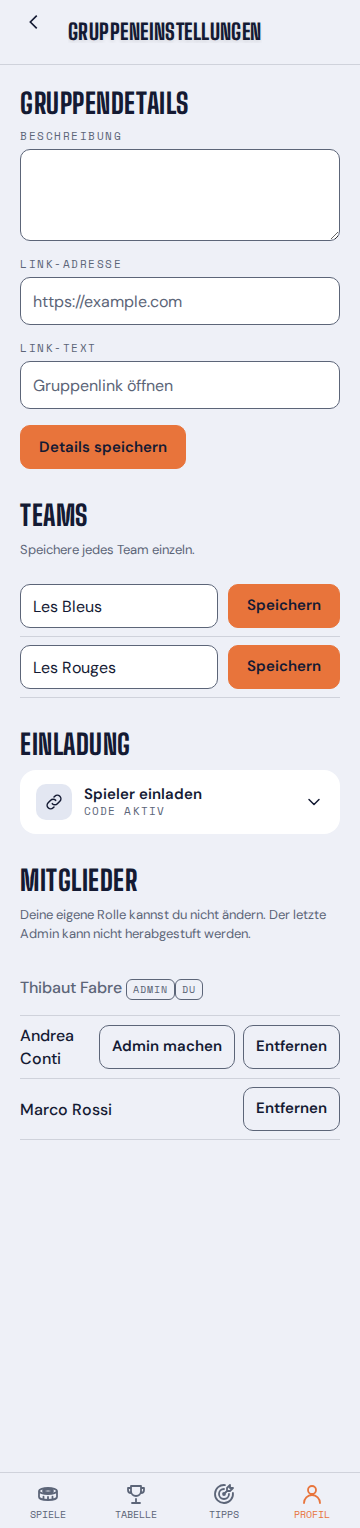 GRUPPENEINSTELLUNGEN
GRUPPENDETAILS
BESCHREIBUNG
LINK-ADRESSE
https://example.com
LINK-TEXT
Gruppenlink öffnen
Details speichern
TEAMS
Speichere jedes Team einzeln.
Les Bleus Speichern
Les Rouges Speichern
EINLADUNG
Spieler einladen
CODE AKTIV
MITGLIEDER
Deine eigene Rolle kannst du nicht ändern. Der letzte
Admin kann nicht herabgestuft werden.
Thibaut Fabre ADMIN DU
Andrea
Conti
Admin machen Entfernen
Marco Rossi Entfernen
SPIELE TABELLE TIPPS PROFIL